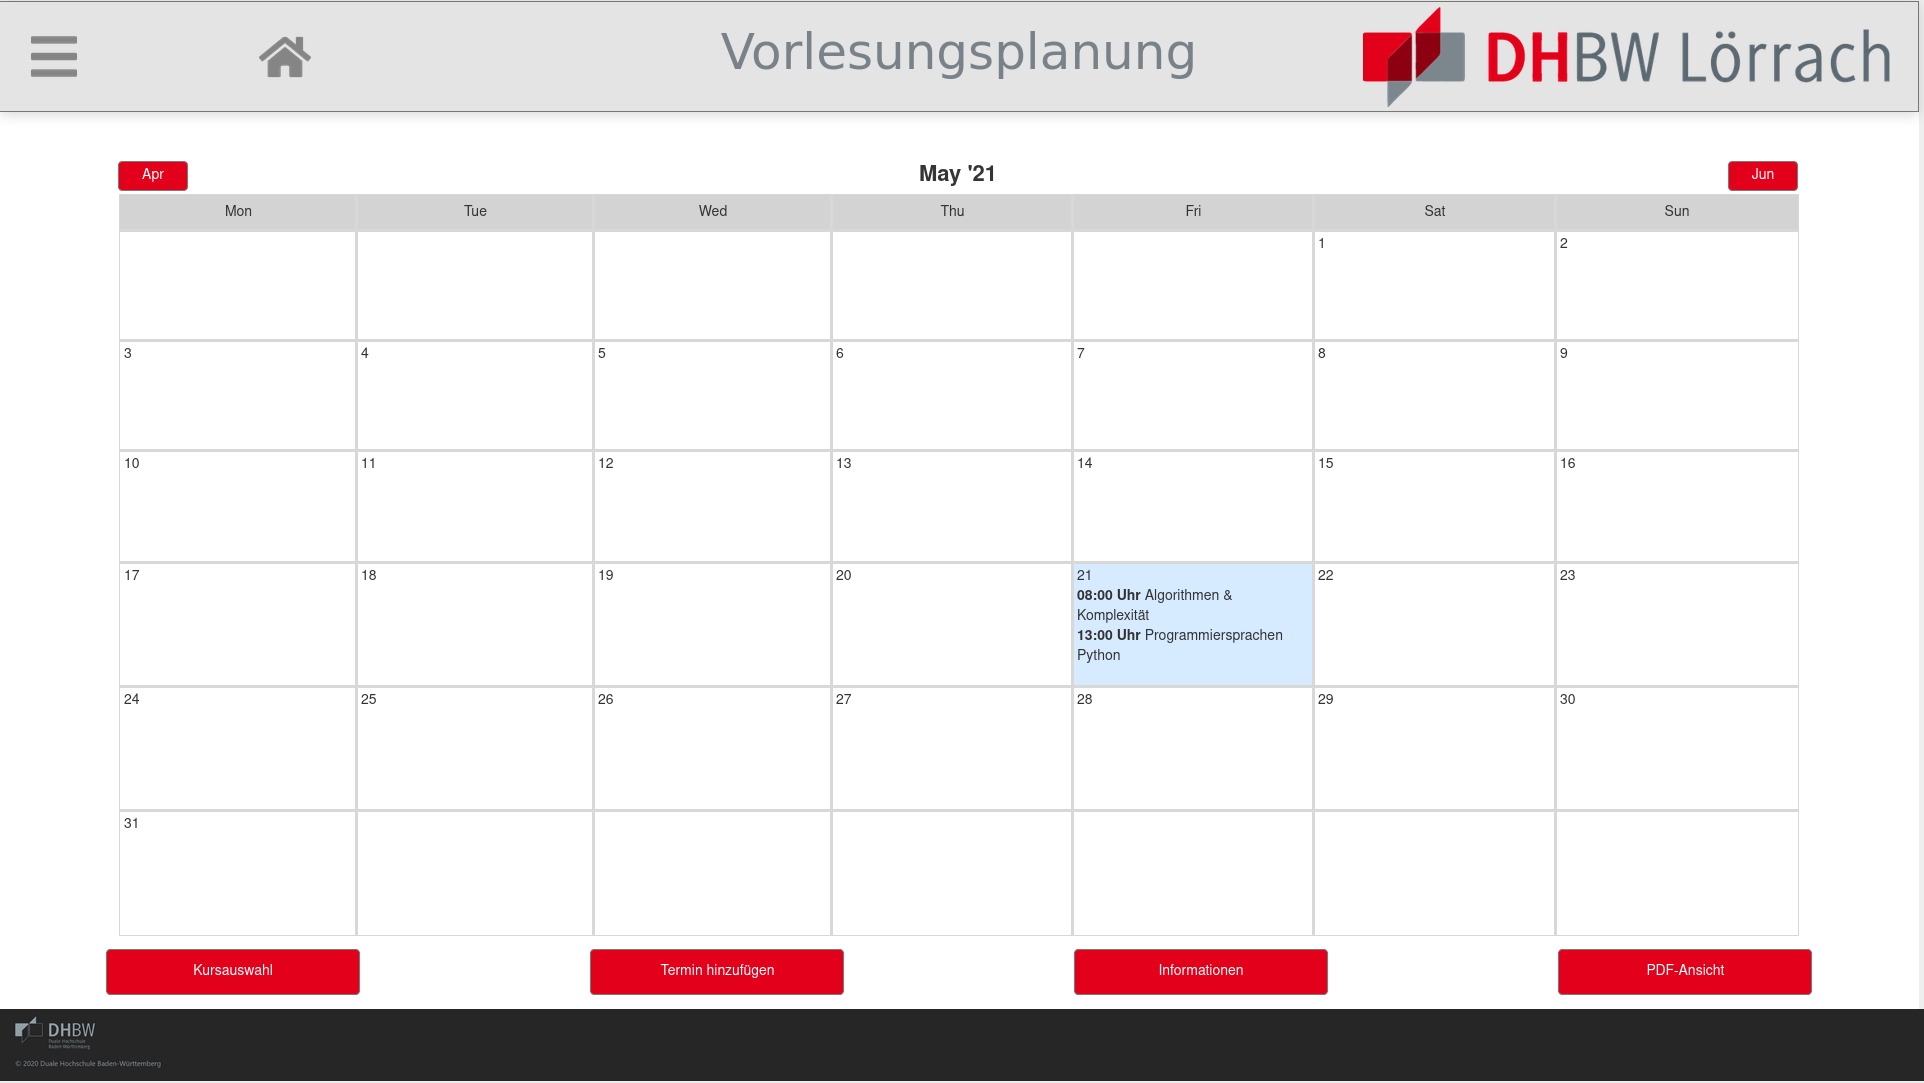 Vorlesungsplanung
DHBW Lörrach
Apr
May '21
Jun
Mon Tue Wed Thu Fri Sat Sun
1 2
3 4 5 6 7 8 9
10 11 12 13 14 15 16
17 18 19 20 21 22 23
08:00 Uhr Algorithmen &
Komplexität
13:00 Uhr Programmiersprachen
Python
24 25 26 27 28 29 30
31
Kursauswahl
Termin hinzufügen
Informationen
PDF-Ansicht
DHBW
Duale Hochschule
Baden-Württemberg
© 2020 Duale Hochschule Baden-Württemberg